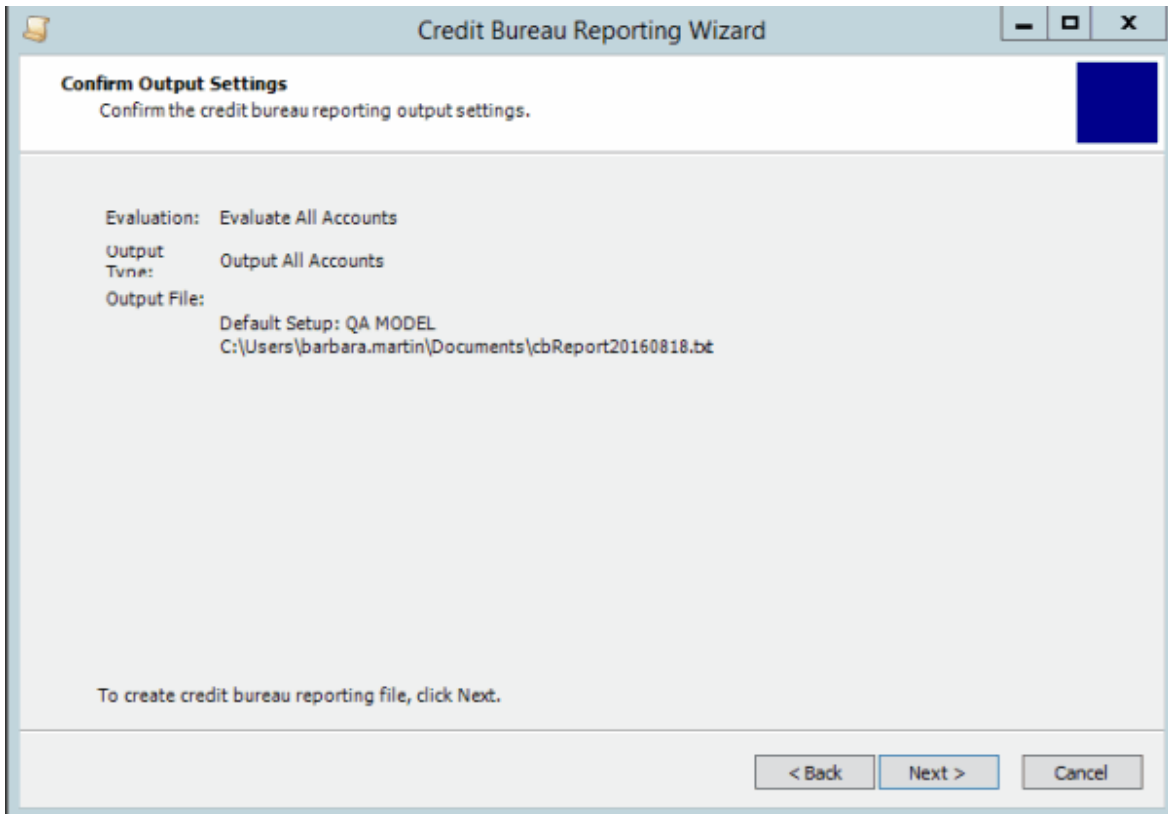 Credit Bureau Reporting Wizard
Confirm Output Settings
Confirm the credit bureau reporting output settings.
Evaluation: Evaluate All Accounts
Output
Type: Output All Accounts
Output File:
Default Setup: QA MODEL
C:\Users\barbara.martin\Documents\cbReport20160818.txt
To create credit bureau reporting file, click Next.
< Back Next > Cancel